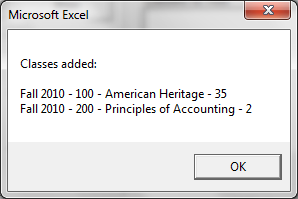 Microsoft Excel
Classes added:
Fall 2010 - 100 - American Heritage - 35
Fall 2010 - 200 - Principles of Accounting - 2
OK